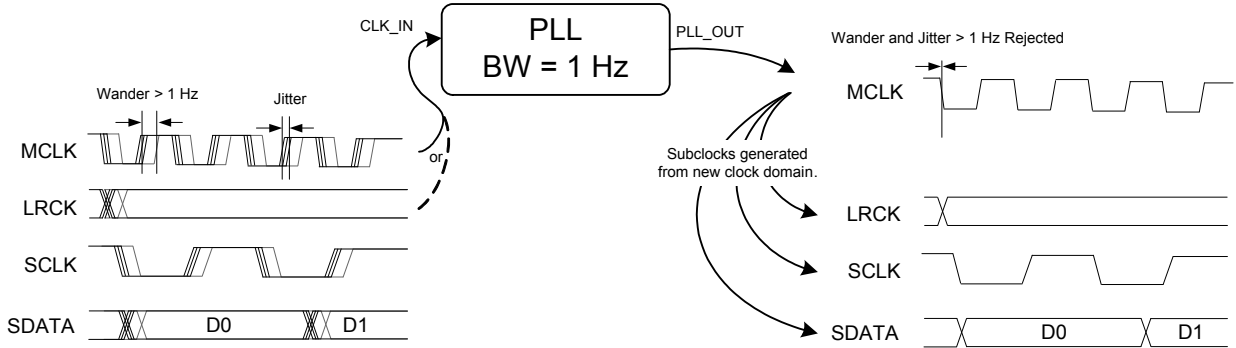 CLK_IN
PLL
BW = 1 Hz
PLL_OUT
Wander and Jitter > 1 Hz Rejected
MCLK
Wander > 1 Hz
Jitter
MCLK
or
Subclocks generated
from new clock domain.
LRCK
LRCK
SCLK
SCLK
SDATA
D0
D1
SDATA
D0
D1